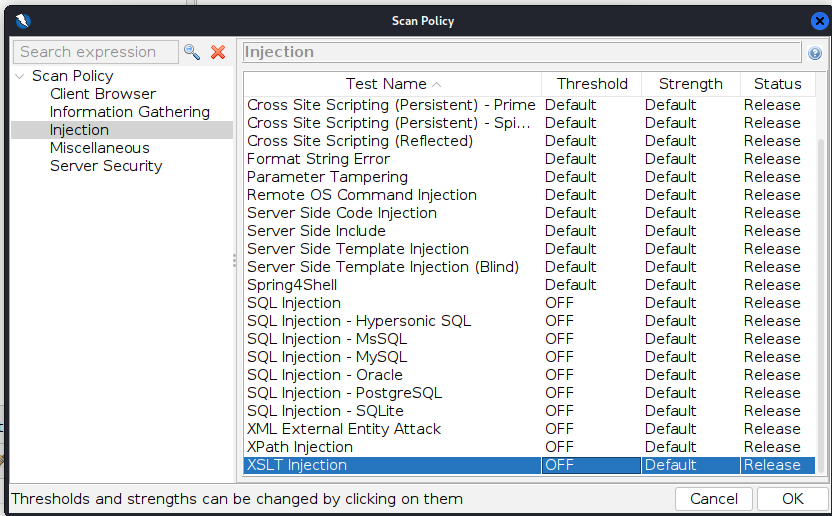 Scan Policy
Search expression
Scan Policy
Client Browser
Information Gathering
Injection
Miscellaneous
Server Security
Injection
Test Name Threshold Strength Status
Cross Site Scripting (Persistent) - Prime Default Default Release
Cross Site Scripting (Persistent) - Spi... Default Default Release
Cross Site Scripting (Reflected) Default Default Release
Format String Error Default Default Release
Parameter Tampering Default Default Release
Remote OS Command Injection Default Default Release
Server Side Code Injection Default Default Release
Server Side Include Default Default Release
Server Side Template Injection Default Default Release
Server Side Template Injection (Blind) Default Default Release
Spring4Shell Default Default Release
SQL Injection OFF Default Release
SQL Injection - Hypersonic SQL OFF Default Release
SQL Injection - MsSQL OFF Default Release
SQL Injection - MySQL OFF Default Release
SQL Injection - Oracle OFF Default Release
SQL Injection - PostgreSQL OFF Default Release
SQL Injection - SQLite OFF Default Release
XML External Entity Attack OFF Default Release
XPath Injection OFF Default Release
XSLT Injection OFF Default Release
Thresholds and strengths can be changed by clicking on them
Cancel OK